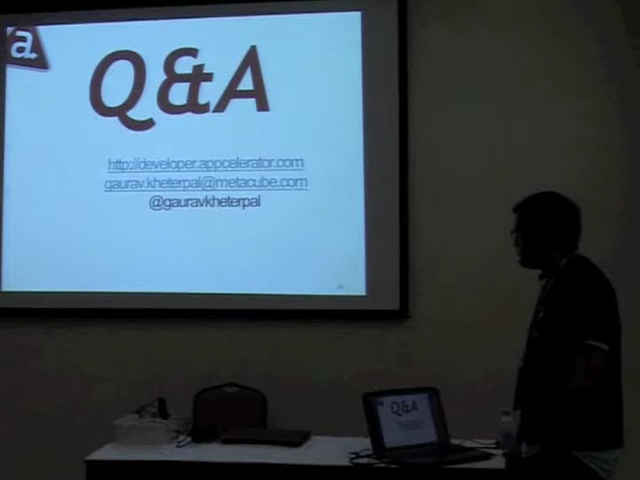 a
Q&A
http://developer.appcelerator.com
gaurav.kheterpal@metacube.com
@gauravkheterpal
Q&A